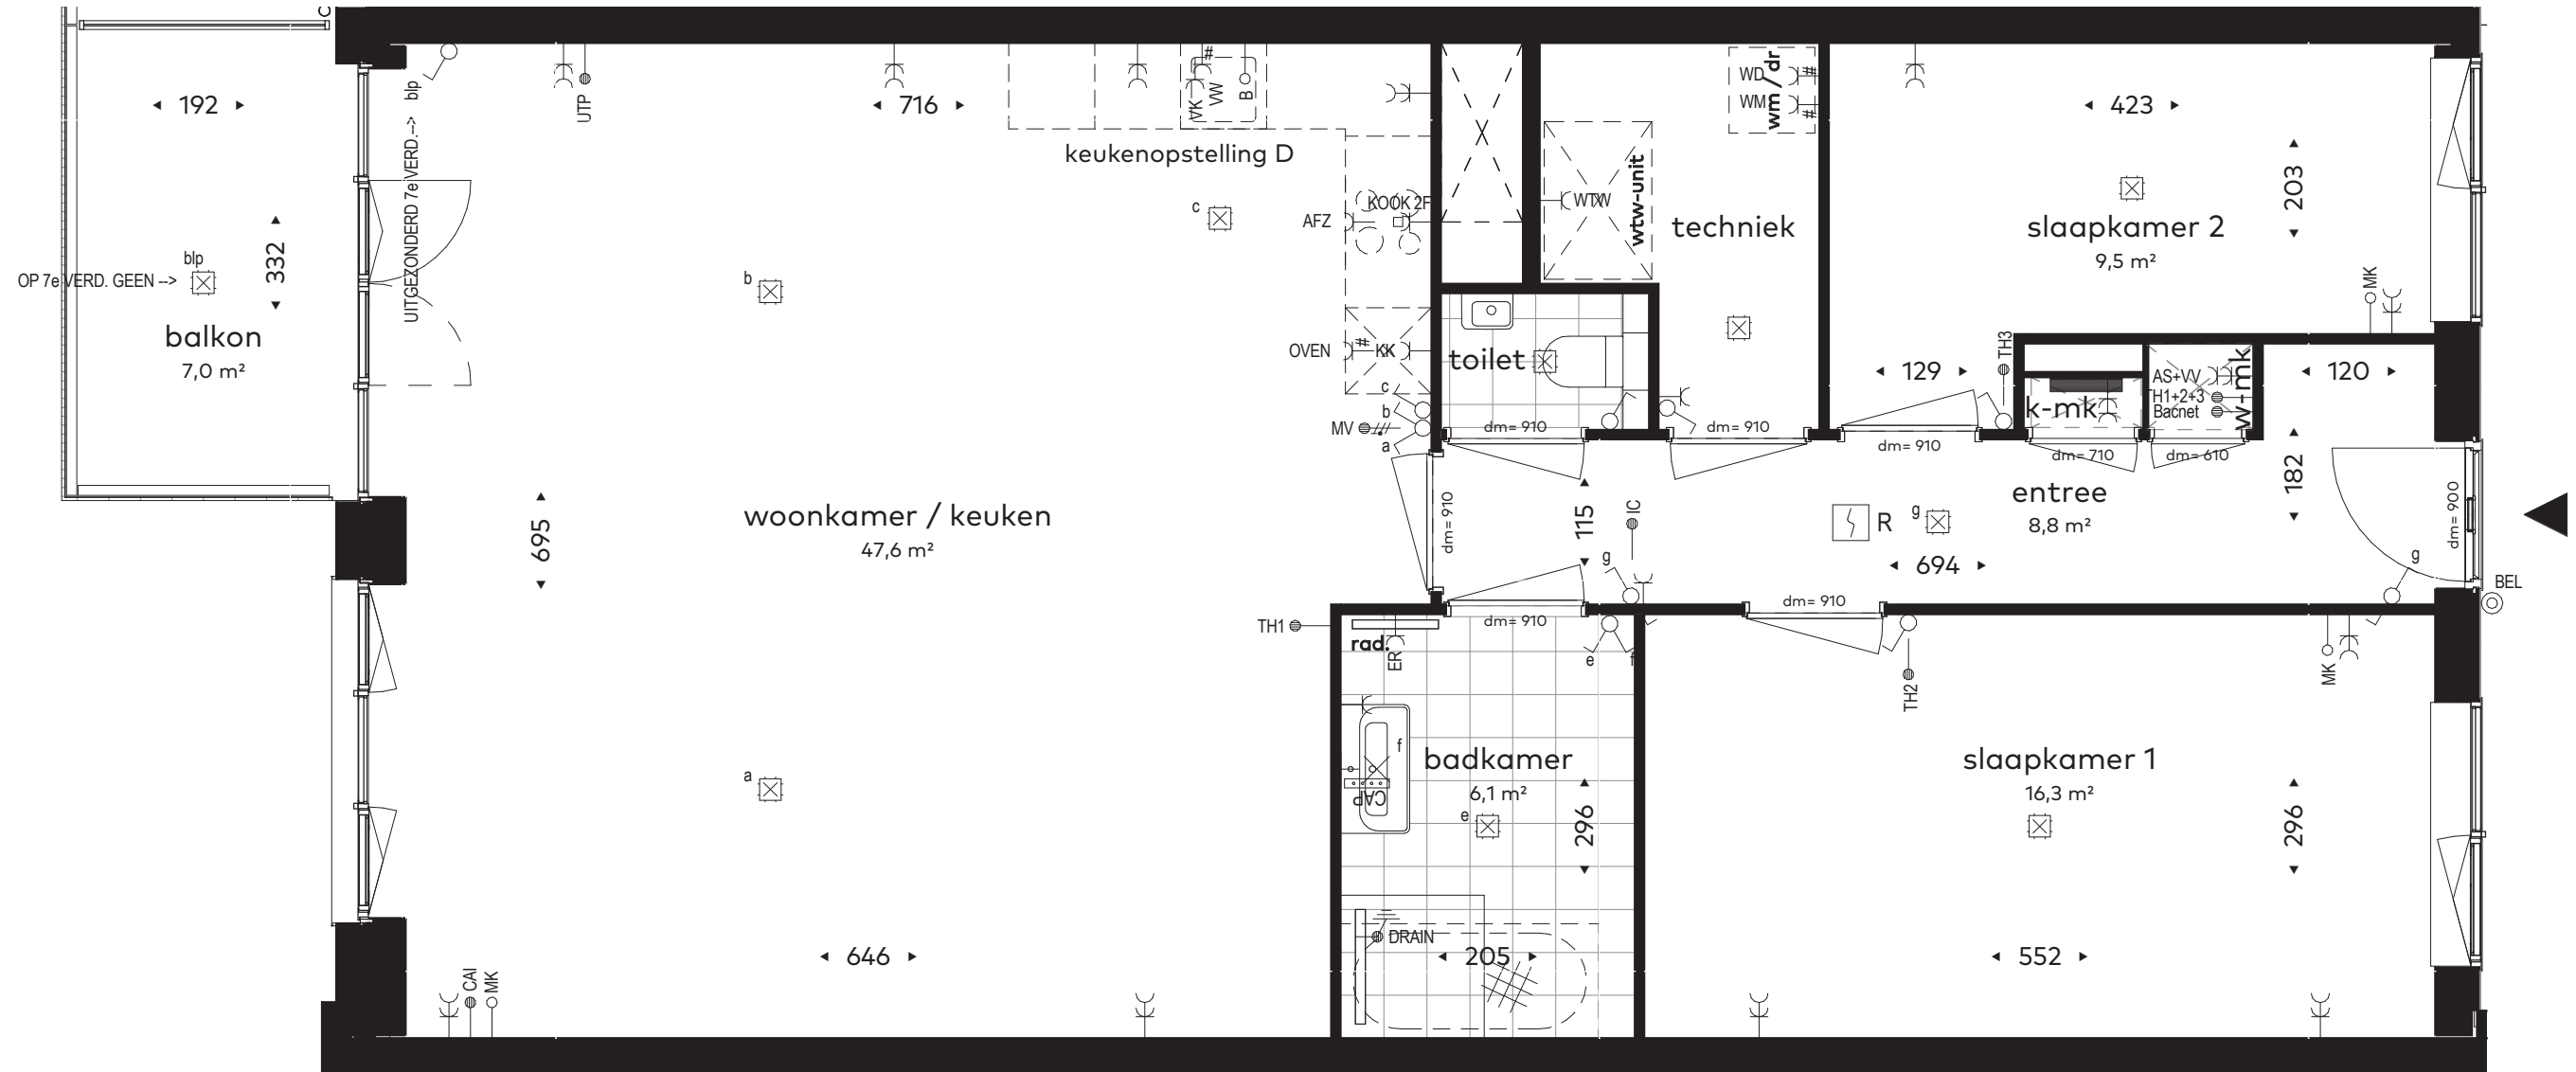 192
blp
332
OP 7e VERD. GEEN -->
balkon
7,0 m²
UITGEZONDERD 7e VERD.--> blp
UTP
716
#
VK
VW
B
keukenopstelling D
c
b
AFZ
KOOK 2F
OVEN
#
KK
c
b
MV
a
woonkamer / keuken
47,6 m²
695
TH1
a
646
CAI
MK
WD
WM
wm / dr
#
#
WTW
wtw-unit
techniek
toilet
dm= 910
dm= 910
423
203
slaapkamer 2
9,5 m²
MK
129
TH3
dm= 910
k-mk
AS+VV
TH1+2+3
Bacnet
w-mk
dm= 710
dm= 610
120
182
dm= 910
115
IC
g
R
g
entree
8,8 m²
694
g
dm= 900
BEL
dm= 910
dm= 910
rad.
ER
e
f
f
CAP
badkamer
6,1 m²
e
296
DRAIN
205
TH2
MK
slaapkamer 1
16,3 m²
296
552